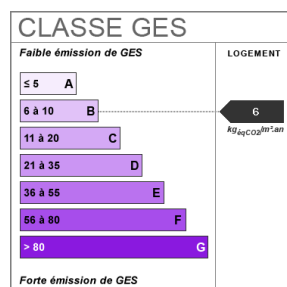 CLASSE GES
Faible émission de GES
LOGEMENT
≤ 5 A
6 à 10 B
6
kgéqCO2/m².an
11 à 20 C
21 à 35 D
36 à 55 E
56 à 80 F
> 80 G
Forte émission de GES